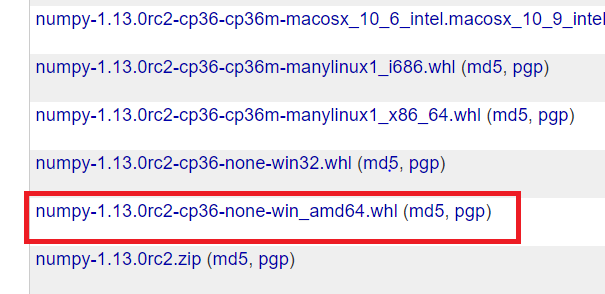 numpy-1.13.0rc2-cp36-cp36m-macosx_10_6_intel.macosx_10_9_intel
numpy-1.13.0rc2-cp36-cp36m-manylinux1_i686.whl (md5, pgp)
numpy-1.13.0rc2-cp36-cp36m-manylinux1_x86_64.whl (md5, pgp)
numpy-1.13.0rc2-cp36-none-win32.whl (md5, pgp)
numpy-1.13.0rc2-cp36-none-win_amd64.whl (md5, pgp)
numpy-1.13.0rc2.zip (md5, pgp)